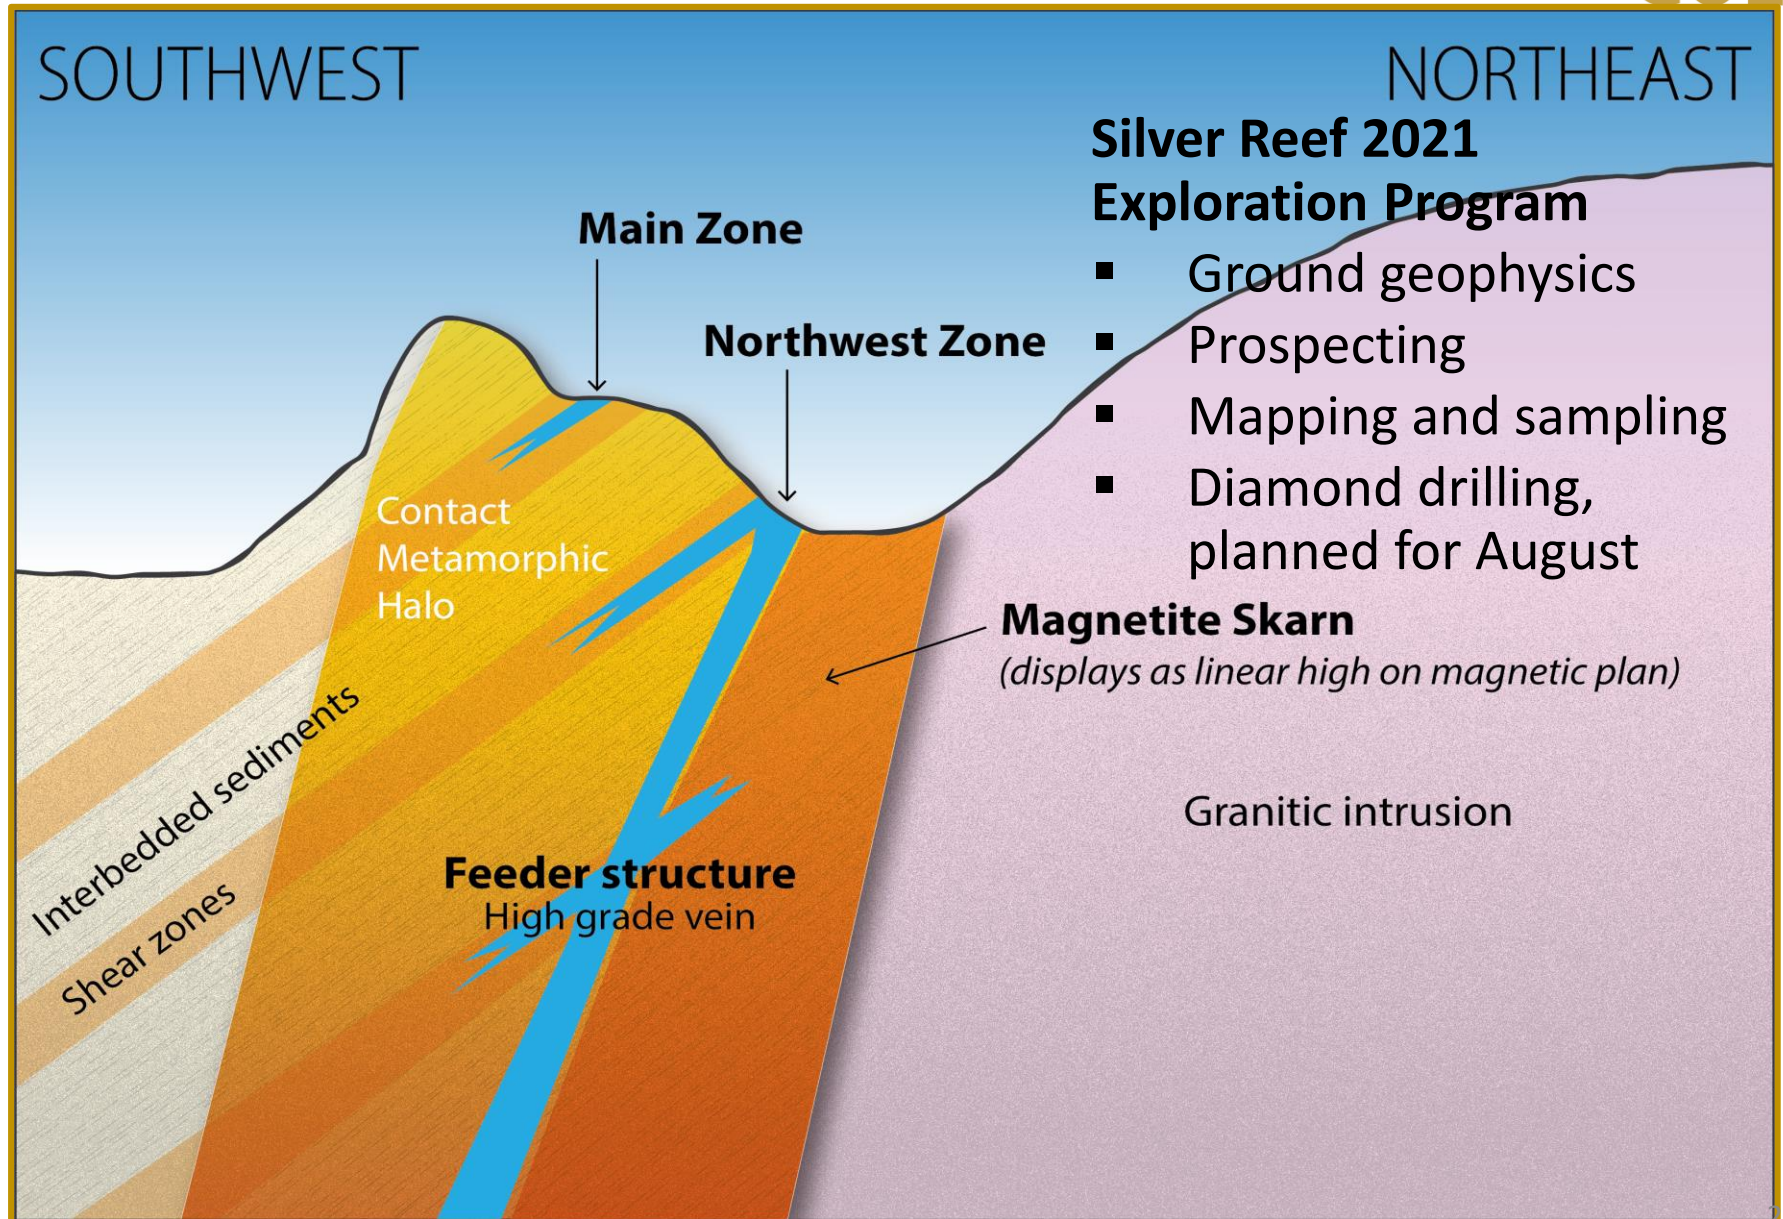 SOUTHWEST
NORTHEAST
Silver Reef 2021
Exploration Program
▪ Ground geophysics
▪ Prospecting
▪ Mapping and sampling
▪ Diamond drilling,
planned for August
Main Zone
Northwest Zone
Contact
Metamorphic
Halo
Magnetite Skarn
(displays as linear high on magnetic plan)
Interbedded sediments
Shear zones
Feeder structure
High grade vein
Granitic intrusion